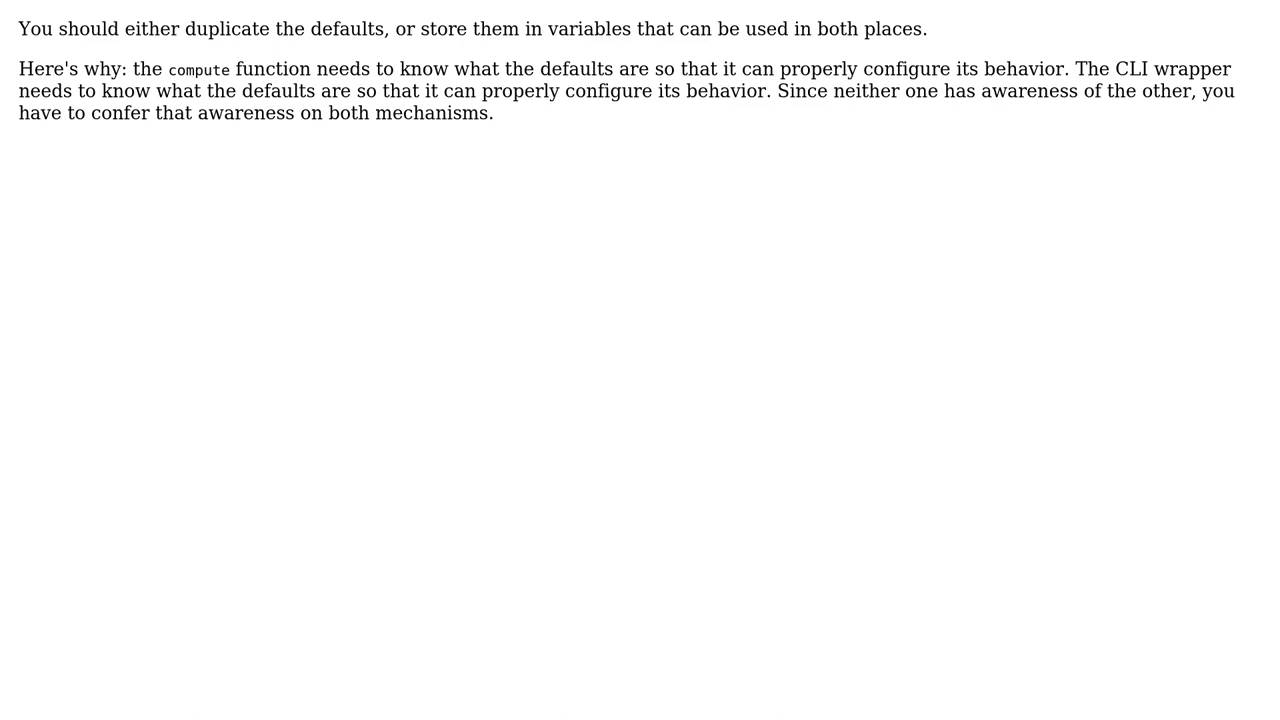 You should either duplicate the defaults, or store them in variables that can be used in both places.
Here's why: the compute function needs to know what the defaults are so that it can properly configure its behavior. The CLI wrapper
needs to know what the defaults are so that it can properly configure its behavior. Since neither one has awareness of the other, you
have to confer that awareness on both mechanisms.